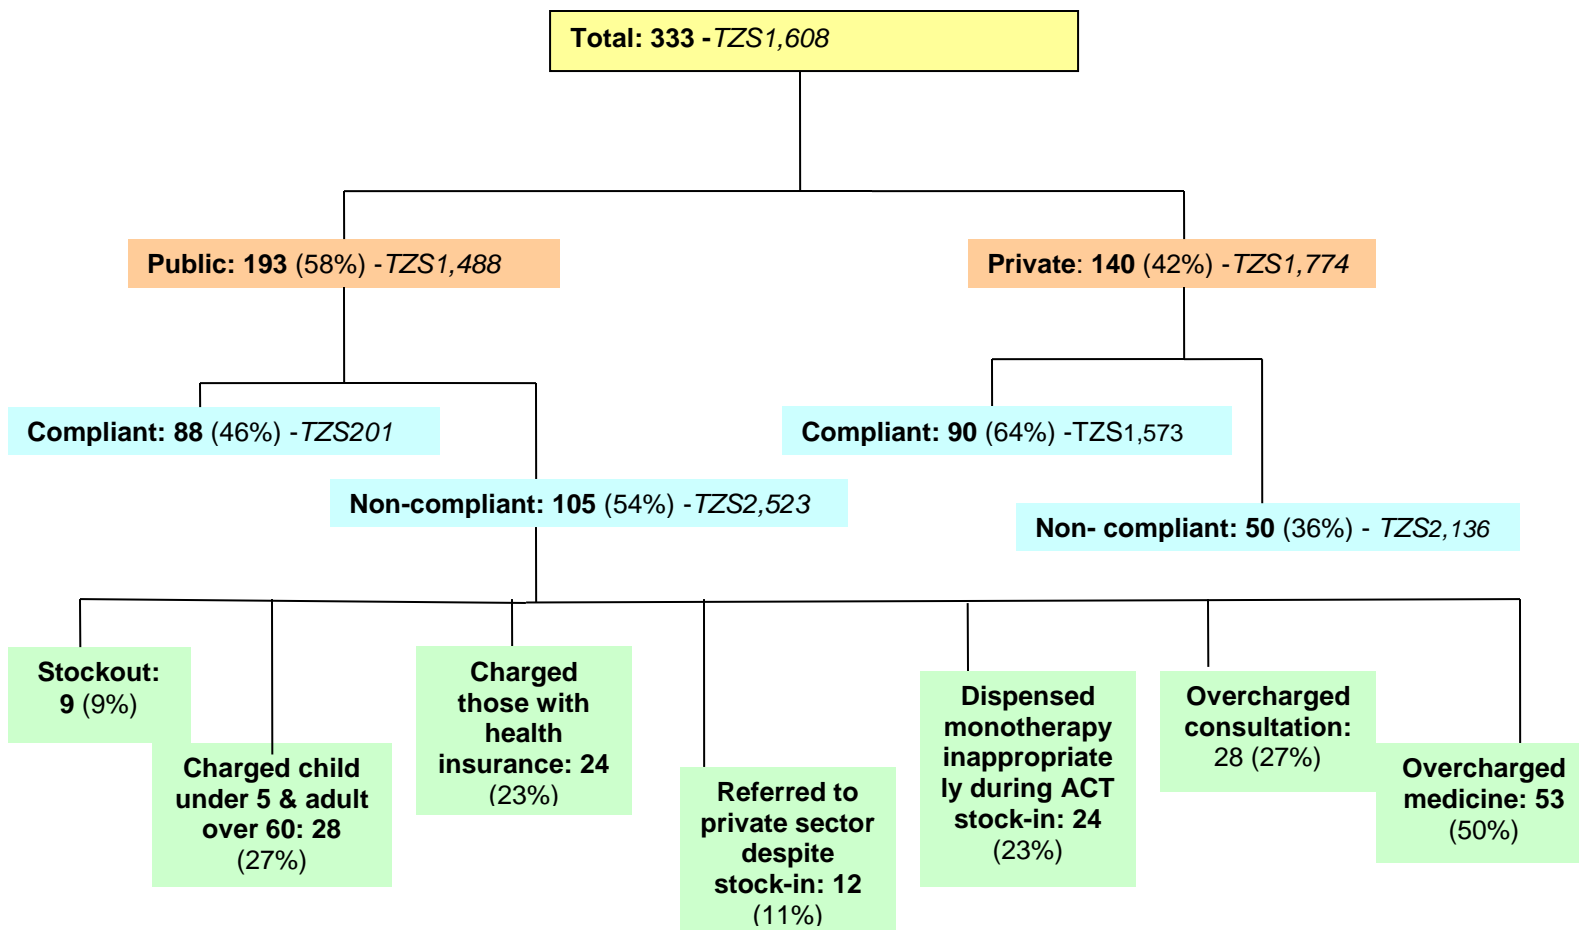 Total: 333 -TZS1,608
Public: 193 (58%) -TZS1,488
Private: 140 (42%) -TZS1,774
Compliant: 88 (46%) -TZS201
Compliant: 90 (64%) -TZS1,573
Non-compliant: 105 (54%) -TZS2,523
Non- compliant: 50 (36%) - TZS2,136
Stockout:
9 (9%)
Charged child
under 5 & adult
over 60: 28
(27%)
Charged
those with
health
insurance: 24
(23%)
Referred to
private sector
despite
stock-in: 12
(11%)
Dispensed
monotherapy
inappropriate
ly during ACT
stock-in: 24
(23%)
Overcharged
consultation:
28 (27%)
Overcharged
medicine: 53
(50%)